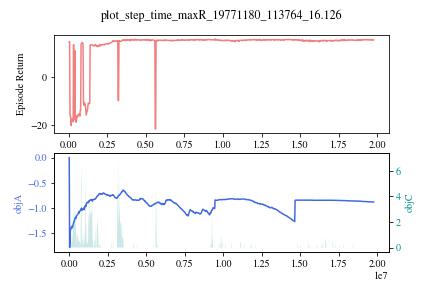 plot_step_time_maxR_19771180_113764_16.126
Episode Return
0
−20
0.00 0.25 0.50 0.75 1.00 1.25 1.50 1.75 2.00
objA
0.0
−0.5
−1.0
−1.5
6
4
2
0
objC
0.00 0.25 0.50 0.75 1.00 1.25 1.50 1.75 2.00
1e7